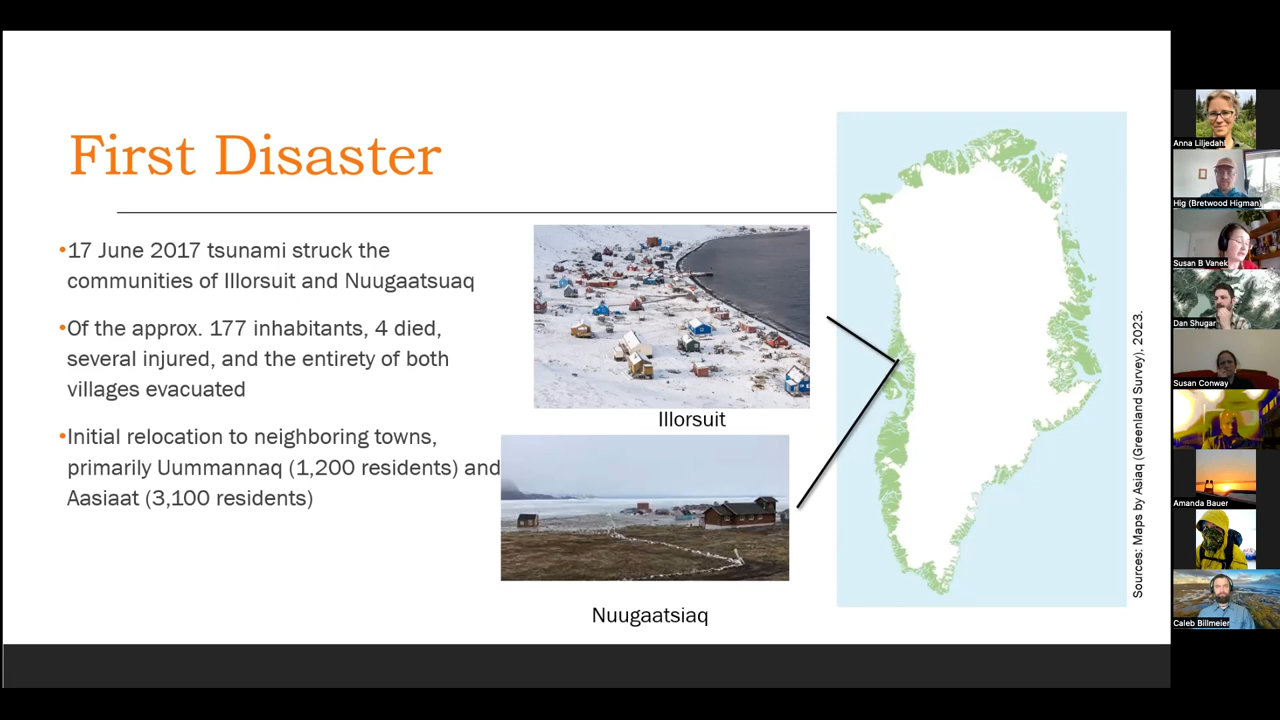 First Disaster
•17 June 2017 tsunami struck the
communities of Illorsuit and Nuugaatsuaq
•Of the approx. 177 inhabitants, 4 died,
several injured, and the entirety of both
villages evacuated
•Initial relocation to neighboring towns,
primarily Uummannaq (1,200 residents) and
Aasiaat (3,100 residents)
Illorsuit
Nuugaatsiaq
Sources: Maps by Asiaq (Greenland Survey). 2023.
Anna Liljedahl
Hig (Bretwood Higman)
Susan B Vanek
Dan Shugar
Susan Conway
Amanda Bauer
Caleb Billmeier